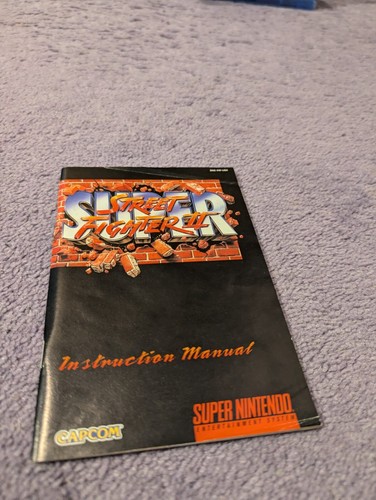 SUPER
STREET
FIGHTER II
Instruction Manual
SUPER NINTENDO
ENTERTAINMENT SYSTEM
CAPCOM